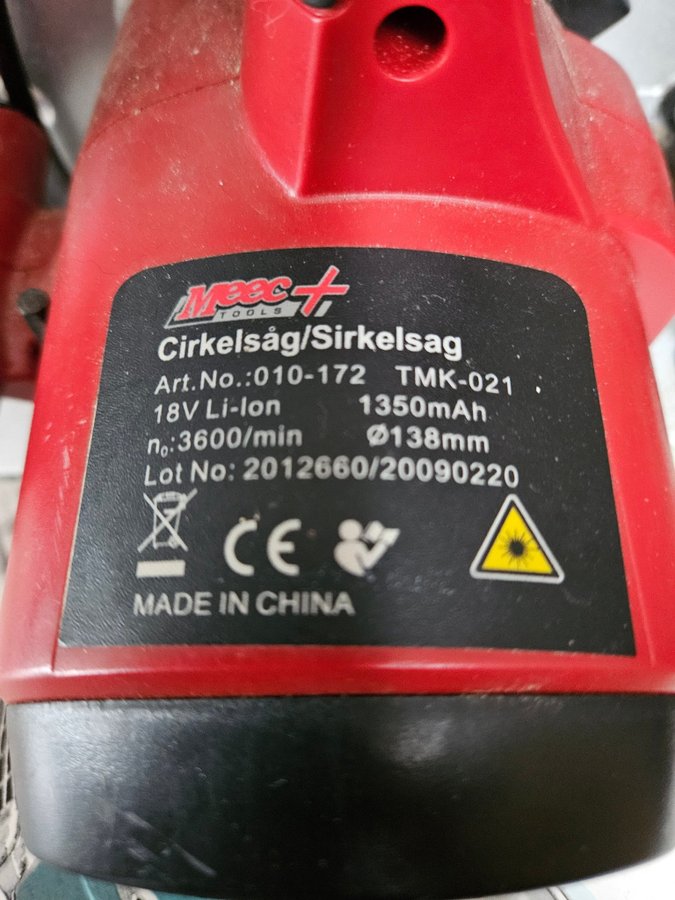 Meec+
TOOLS
Cirkelsåg/Sirkelsag
Art.No.:010-172 TMK-021
18V Li-Ion 1350mAh
n₀:3600/min Ø138mm
Lot No: 2012660/20090220
CE
MADE IN CHINA